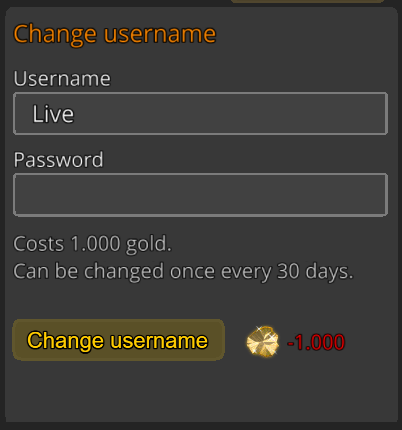 Change username
Username
Live
Password
Costs 1.000 gold.
Can be changed once every 30 days.
Change username -1.000